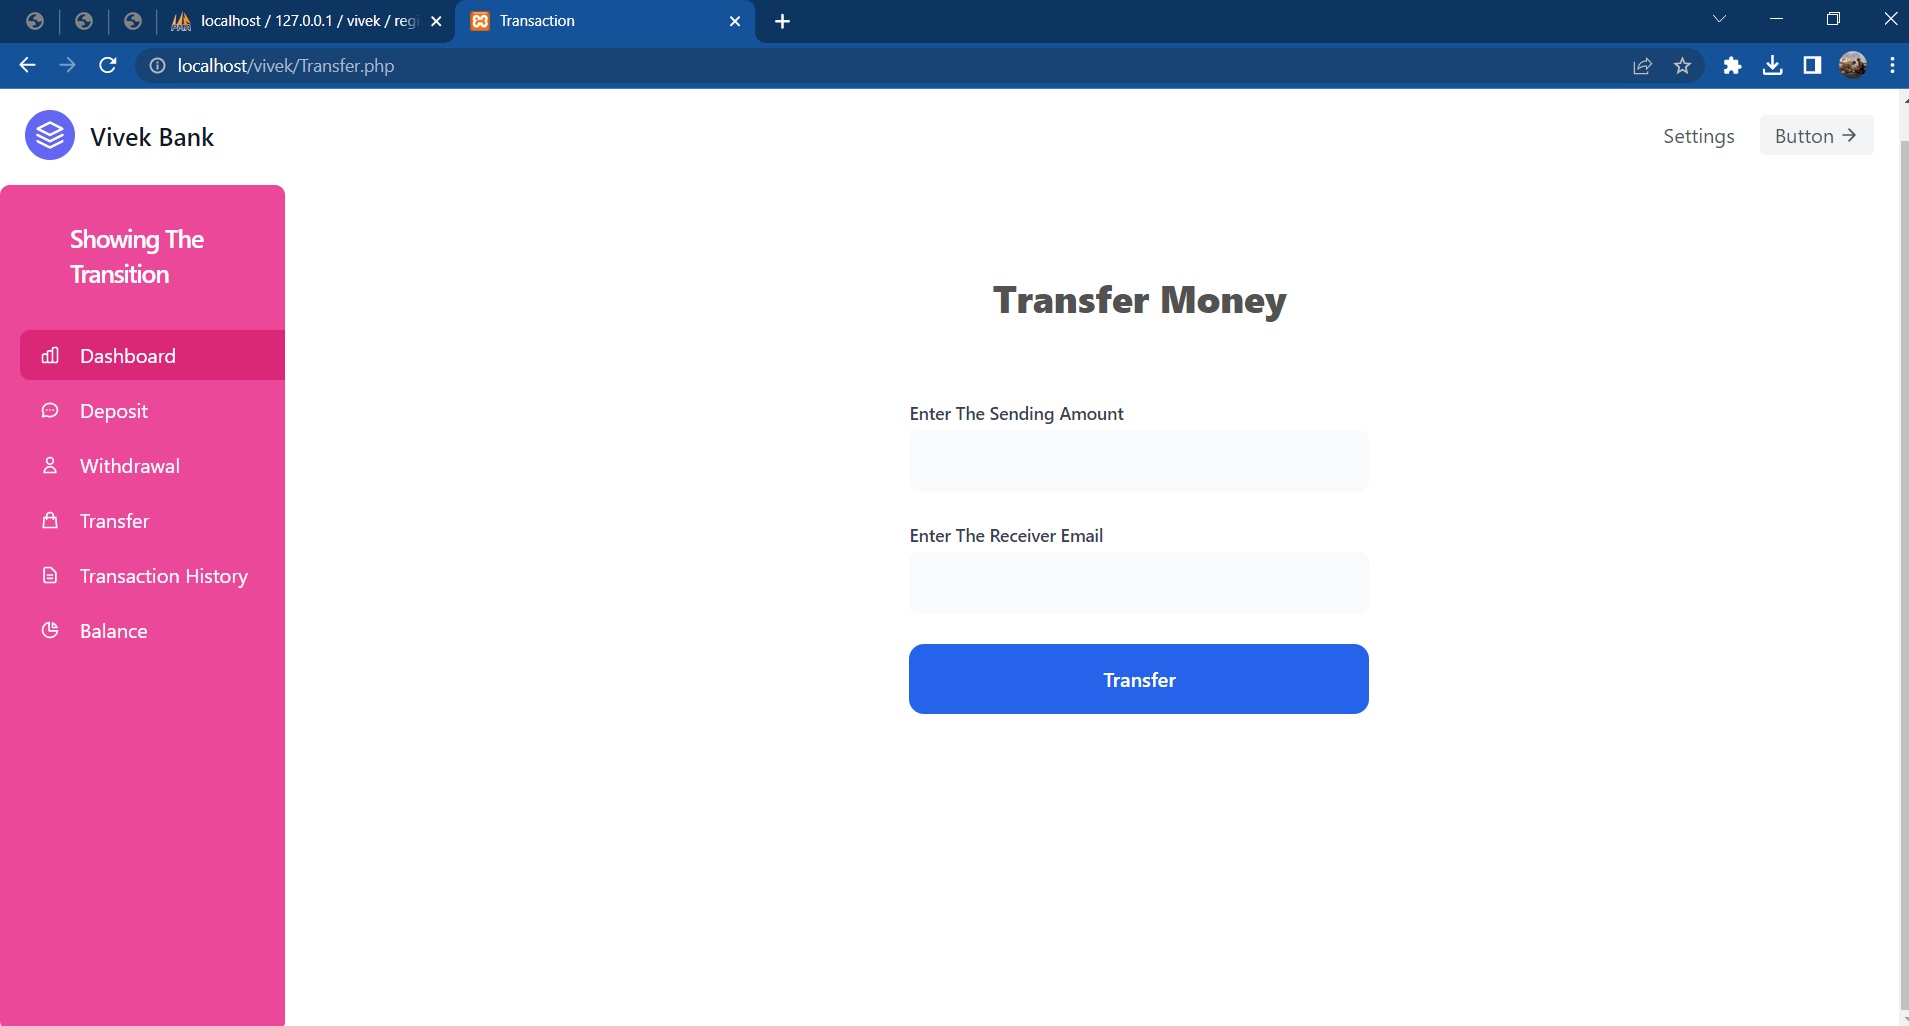 localhost / 127.0.0.1 / vivek / regi
Transaction
localhost/vivek/Transfer.php
Vivek Bank
Settings
Button
Showing The
Transition
Dashboard
Deposit
Withdrawal
Transfer
Transaction History
Balance
Transfer Money
Enter The Sending Amount
Enter The Receiver Email
Transfer